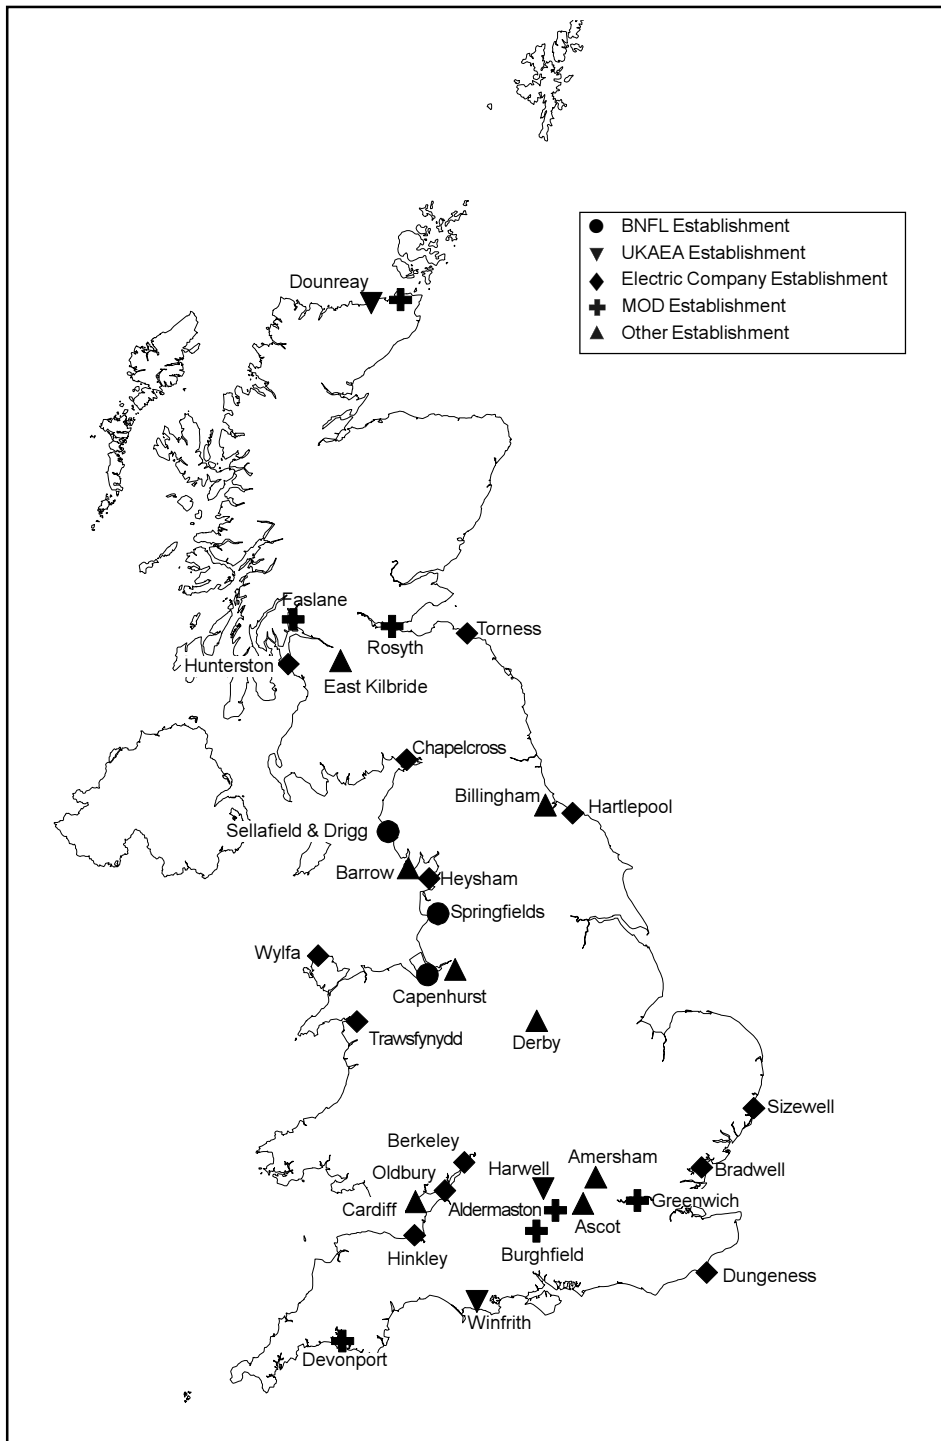 BNFL Establishment
UKAEA Establishment
Electric Company Establishment
MOD Establishment
Other Establishment
Dounreay
Faslane
Rosyth
Torness
Hunterston
East Kilbride
Chapelcross
Billingham
Hartlepool
Sellafield & Drigg
Barrow
Heysham
Springfields
Wylfa
Capenhurst
Trawsfynydd
Derby
Sizewell
Berkeley
Harwell
Amersham
Bradwell
Oldbury
Cardiff
Aldermaston
Greenwich
Ascot
Hinkley
Burghfield
Dungeness
Winfrith
Devonport